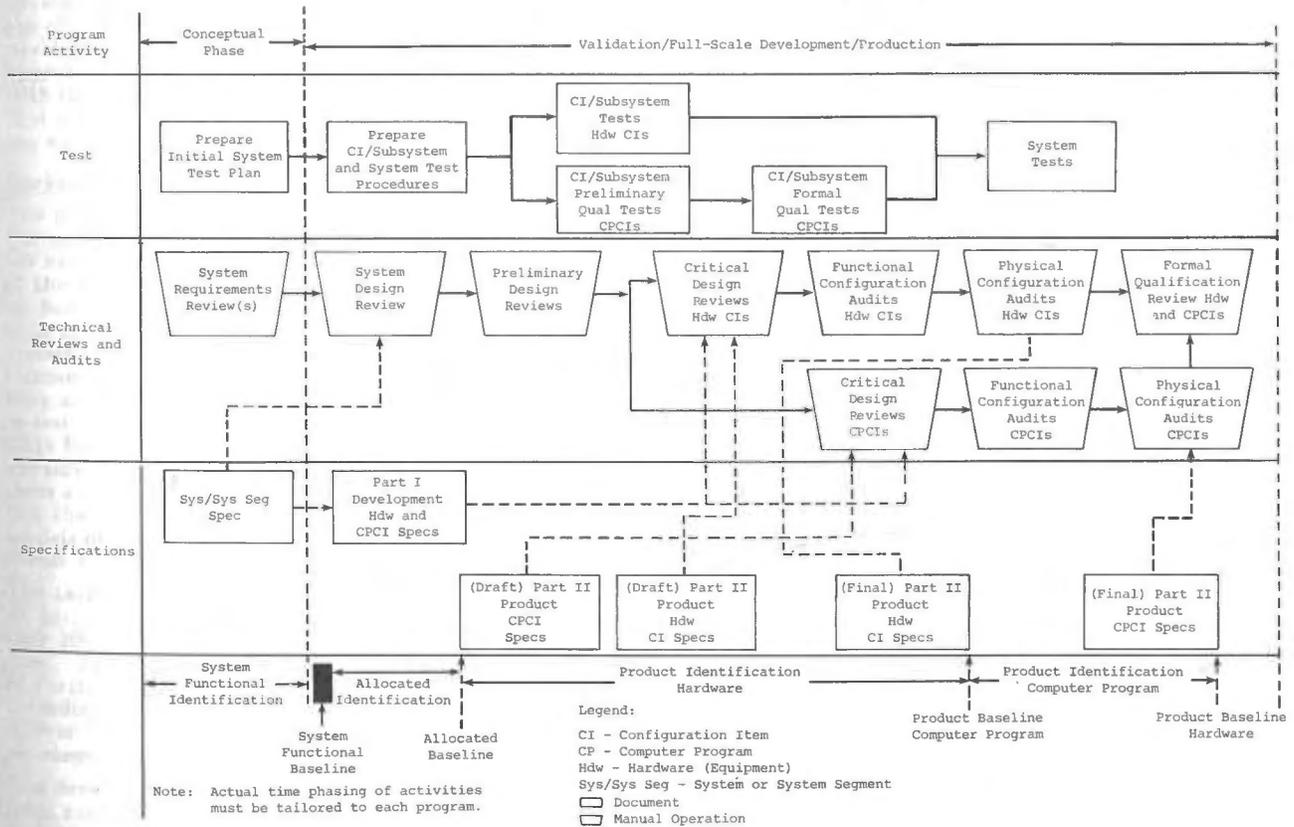 Program
Activity
Conceptual
Phase
Validation/Full-Scale Development/Production
Test
Prepare
Initial System
Test Plan
Prepare
CI/Subsystem
and System Test
Procedures
CI/Subsystem
Tests
Hdw CIs
CI/Subsystem
Preliminary
Qual Tests
CPCIs
CI/Subsystem
Formal
Qual Tests
CPCIs
System
Tests
Technical
Reviews and
Audits
System
Requirements
Review(s)
System
Design
Review
Preliminary
Design
Reviews
Critical
Design
Reviews
Hdw CIs
Functional
Configuration
Audits
Hdw CIs
Physical
Configuration
Audits
Hdw CIs
Formal
Qualification
Review Hdw
and CPCIs
Critical
Design
Reviews
CPCIs
Functional
Configuration
Audits
CPCIs
Physical
Configuration
Audits
CPCIs
Specifications
Sys/Sys Seg
Spec
Part I
Development
Hdw and
CPCI Specs
(Draft) Part II
Product
CPCI
Specs
(Draft) Part II
Product
Hdw
CI Specs
(Final) Part II
Product
Hdw
CI Specs
(Final) Part II
Product
CPCI Specs
System
Functional
Identification
Allocated
Identification
Product Identification
Hardware
Product Identification
Computer Program
System
Functional
Baseline
Allocated
Baseline
Product Baseline
Computer Program
Product Baseline
Hardware
Legend:
CI - Configuration Item
CP - Computer Program
Hdw - Hardware (Equipment)
Sys/Sys Seg - System or System Segment
Document
Manual Operation
Note: Actual time phasing of activities
must be tailored to each program.